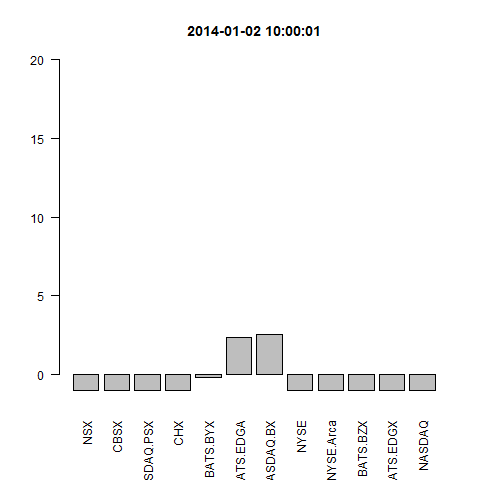 2014-01-02 10:00:01
20
15
10
5
0
NSX
CBSX
SDAQ.PSX
CHX
BATS.BYX
ATS.EDGA
ASDAQ.BX
NYSE
NYSE.Arca
BATS.BZX
ATS.EDGX
NASDAQ